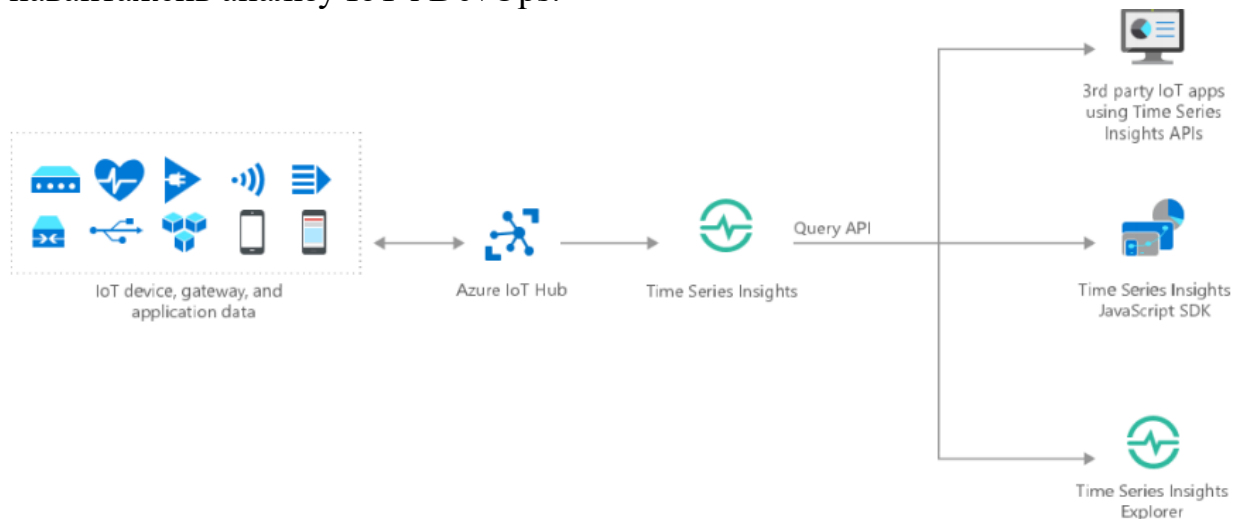 3rd party IoT apps
using Time Series
Insights APIs
Query API
IoT device, gateway, and
application data
Azure IoT Hub
Time Series Insights
Time Series Insights
JavaScript SDK
Time Series Insights
Explorer